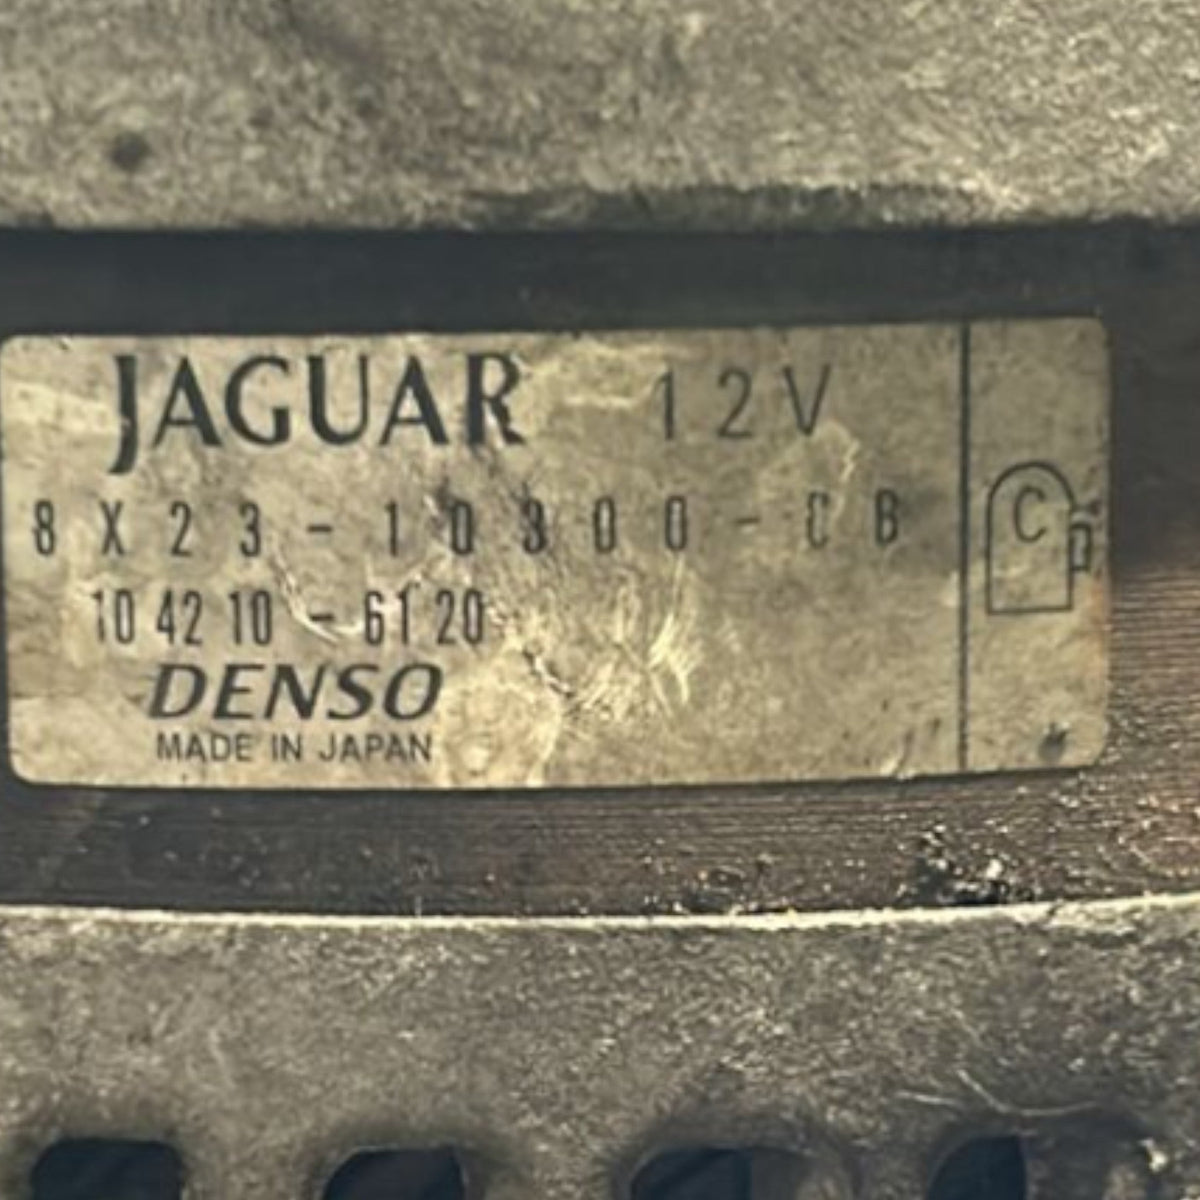 JAGUAR 12V
8X23-10300-CB
C
104210-6120
DENSO
MADE IN JAPAN